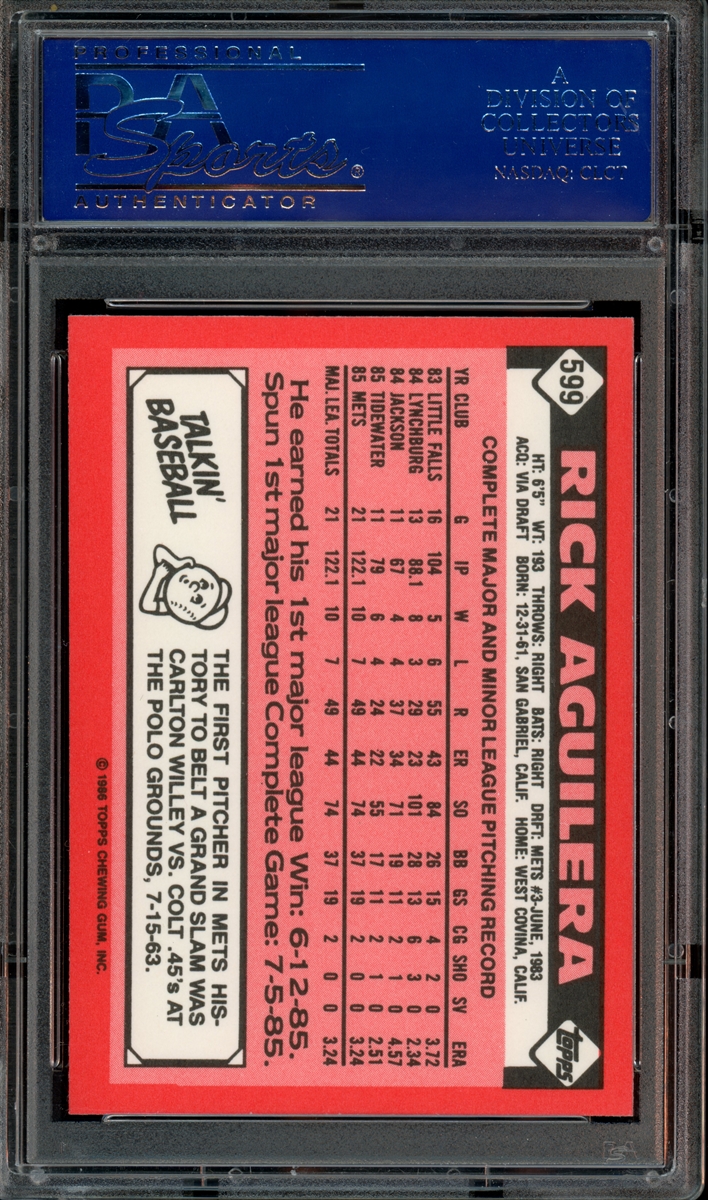 PROFESSIONAL
PSA
Sports®
AUTHENTICATOR
A
DIVISION OF
COLLECTORS
UNIVERSE
NASDAQ: CLCT
599
RICK AGUILERA
topps
HT: 6'5" WT: 193 THROWS: RIGHT BATS: RIGHT DRFT: METS #3-JUNE, 1983
ACQ: VIA DRAFT BORN: 12-31-61, SAN GABRIEL, CALIF. HOME: WEST COVINA, CALIF.
COMPLETE MAJOR AND MINOR LEAGUE PITCHING RECORD
YR CLUB G IP W L R ER SO BB GS CG SHO SV ERA
83 LITTLE FALLS 16 104 5 6 55 43 84 26 15 4 2 0 3.72
84 LYNCHBURG 13 88.1 8 3 29 23 101 28 13 6 3 0 2.34
84 JACKSON 11 67 4 4 37 34 71 19 11 2 1 0 4.57
85 TIDEWATER 11 79 6 4 24 22 55 17 11 2 1 0 2.51
85 METS 21 122.1 10 7 49 44 74 37 19 2 0 0 3.24
MAJ. LEA. TOTALS 21 122.1 10 7 49 44 74 37 19 2 0 0 3.24
He earned his 1st major league Win: 6-12-85.
Spun 1st major league Complete Game: 7-5-85.
TALKIN'
BASEBALL
THE FIRST PITCHER IN METS HIS-
TORY TO BELT A GRAND SLAM WAS
CARLTON WILLEY VS. COLT .45's AT
THE POLO GROUNDS, 7-15-63.
© 1986 TOPPS CHEWING GUM, INC.
PSA